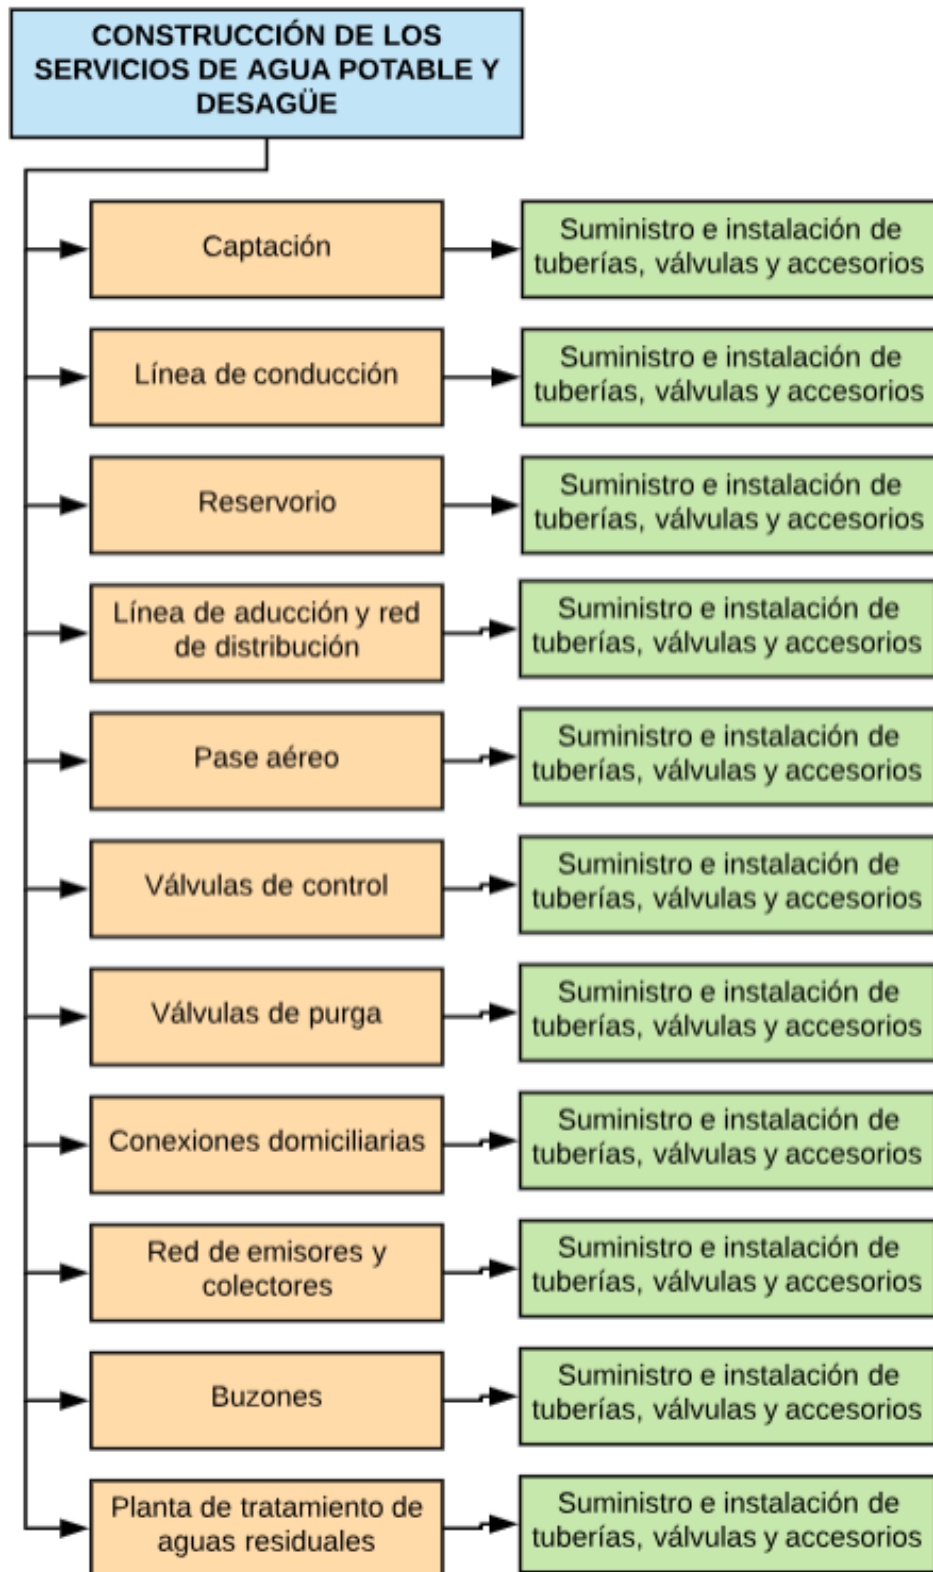 CONSTRUCCIÓN DE LOS
SERVICIOS DE AGUA POTABLE Y
DESAGÜE
Captación
Suministro e instalación de
tuberías, válvulas y accesorios
Línea de conducción
Suministro e instalación de
tuberías, válvulas y accesorios
Reservorio
Suministro e instalación de
tuberías, válvulas y accesorios
Línea de aducción y red
de distribución
Suministro e instalación de
tuberías, válvulas y accesorios
Pase aéreo
Suministro e instalación de
tuberías, válvulas y accesorios
Válvulas de control
Suministro e instalación de
tuberías, válvulas y accesorios
Válvulas de purga
Suministro e instalación de
tuberías, válvulas y accesorios
Conexiones domiciliarias
Suministro e instalación de
tuberías, válvulas y accesorios
Red de emisores y
colectores
Suministro e instalación de
tuberías, válvulas y accesorios
Buzones
Suministro e instalación de
tuberías, válvulas y accesorios
Planta de tratamiento de
aguas residuales
Suministro e instalación de
tuberías, válvulas y accesorios